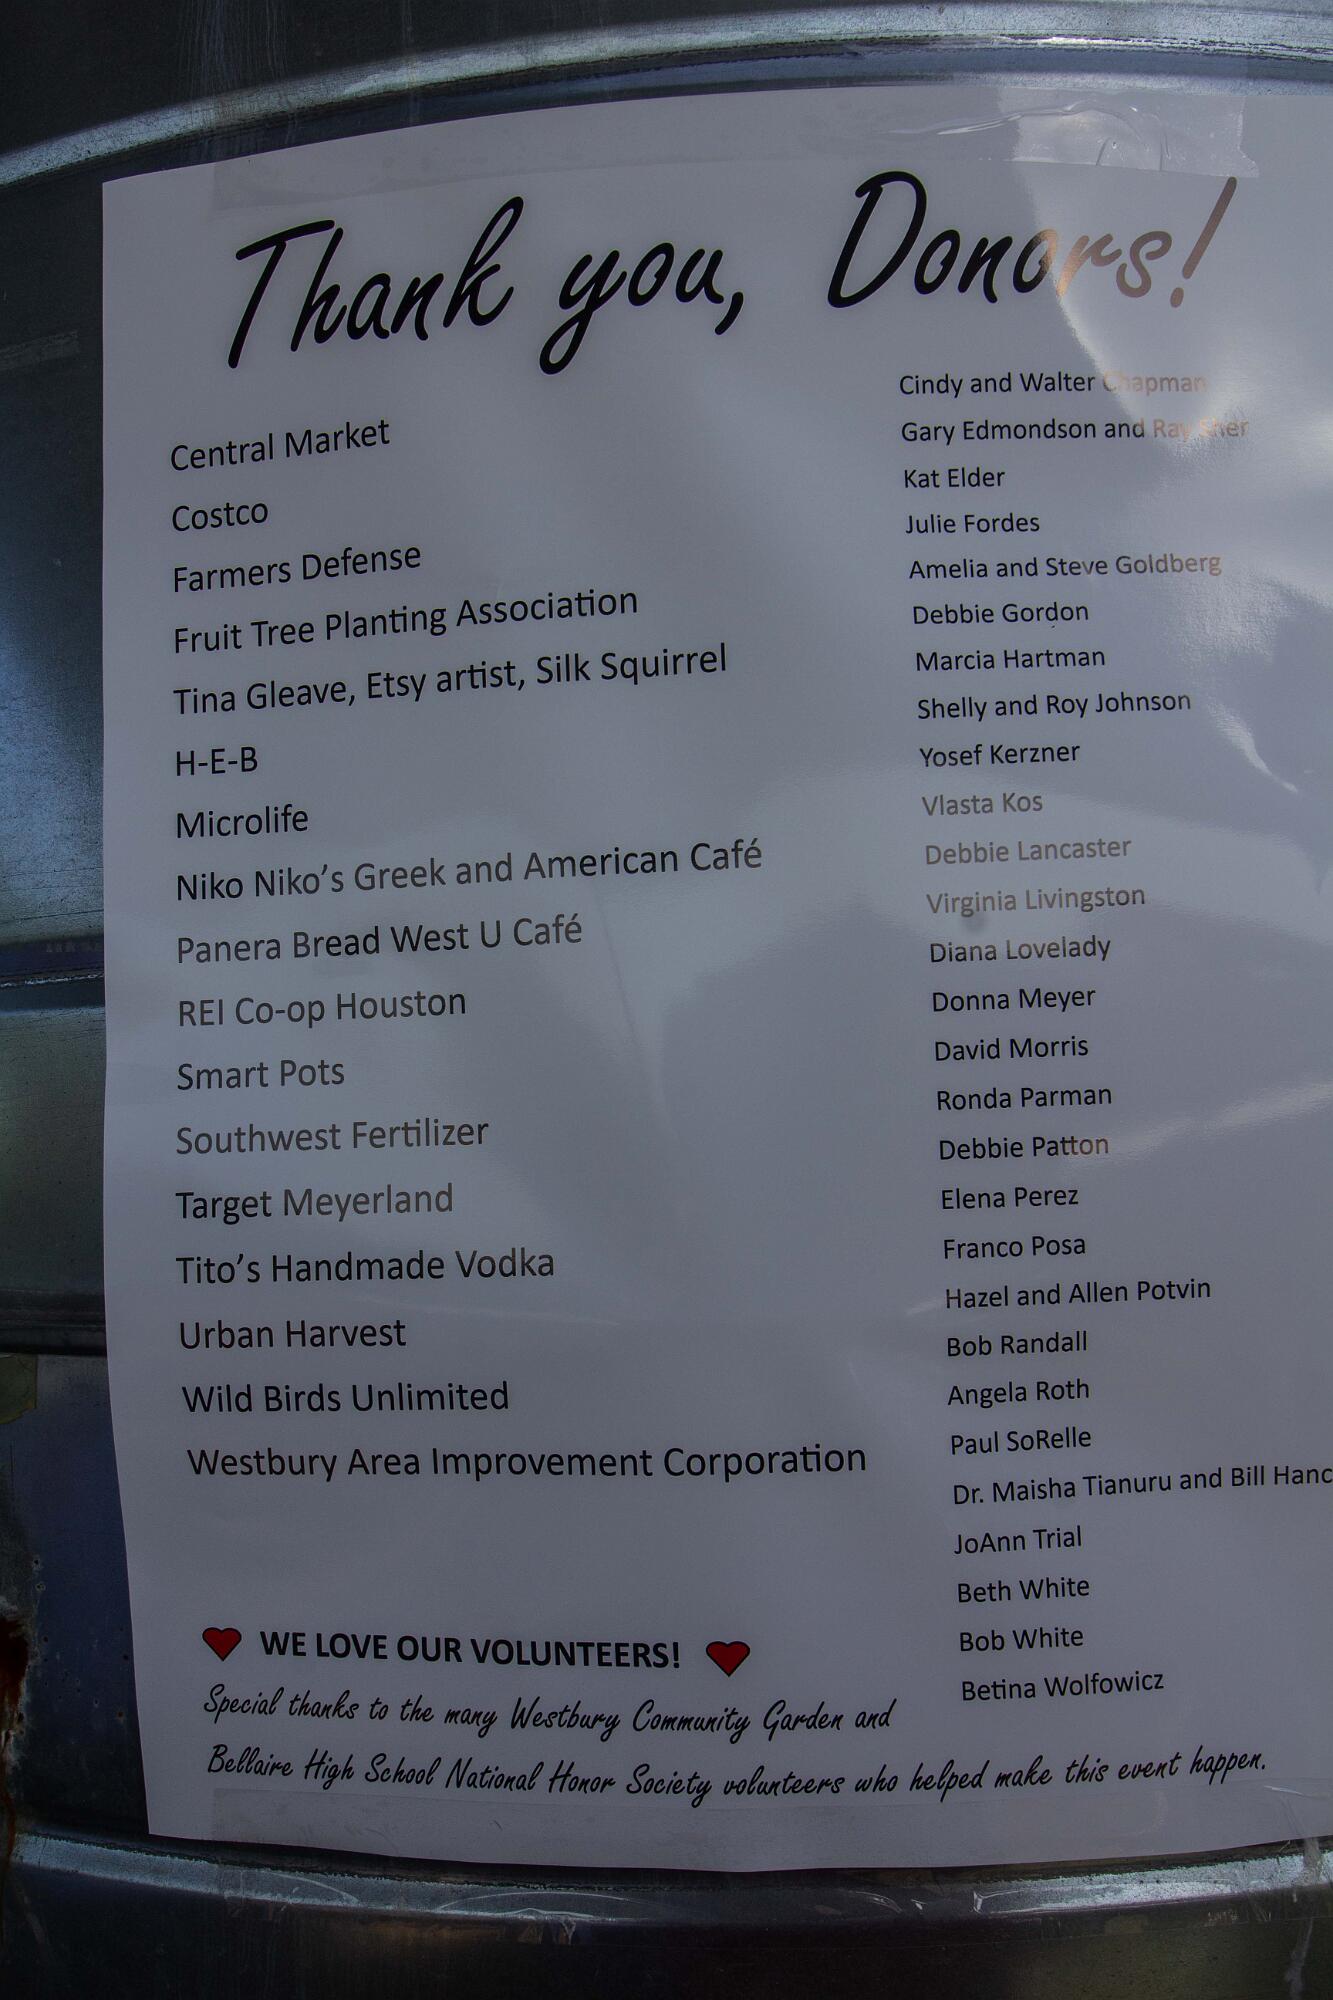 Thank you, Donors!
Central Market
Costco
Farmers Defense
Fruit Tree Planting Association
Tina Gleave, Etsy artist, Silk Squirrel
H-E-B
Microlife
Niko Niko’s Greek and American Café
Panera Bread West U Café
REI Co-op Houston
Smart Pots
Southwest Fertilizer
Target Meyerland
Tito’s Handmade Vodka
Urban Harvest
Wild Birds Unlimited
Westbury Area Improvement Corporation
Cindy and Walter Chapman
Gary Edmondson and Ray Sher
Kat Elder
Julie Fordes
Amelia and Steve Goldberg
Debbie Gordon
Marcia Hartman
Shelly and Roy Johnson
Yosef Kerzner
Vlasta Kos
Debbie Lancaster
Virginia Livingston
Diana Lovelady
Donna Meyer
David Morris
Ronda Parman
Debbie Patton
Elena Perez
Franco Posa
Hazel and Allen Potvin
Bob Randall
Angela Roth
Paul SoRelle
Dr. Maisha Tianuru and Bill
JoAnn Trial
Beth White
Bob White
Betina Wolfowicz
WE LOVE OUR VOLUNTEERS!
Special thanks to the many Westbury Community Garden and
Bellaire High School National Honor Society volunteers who helped make this event happen.